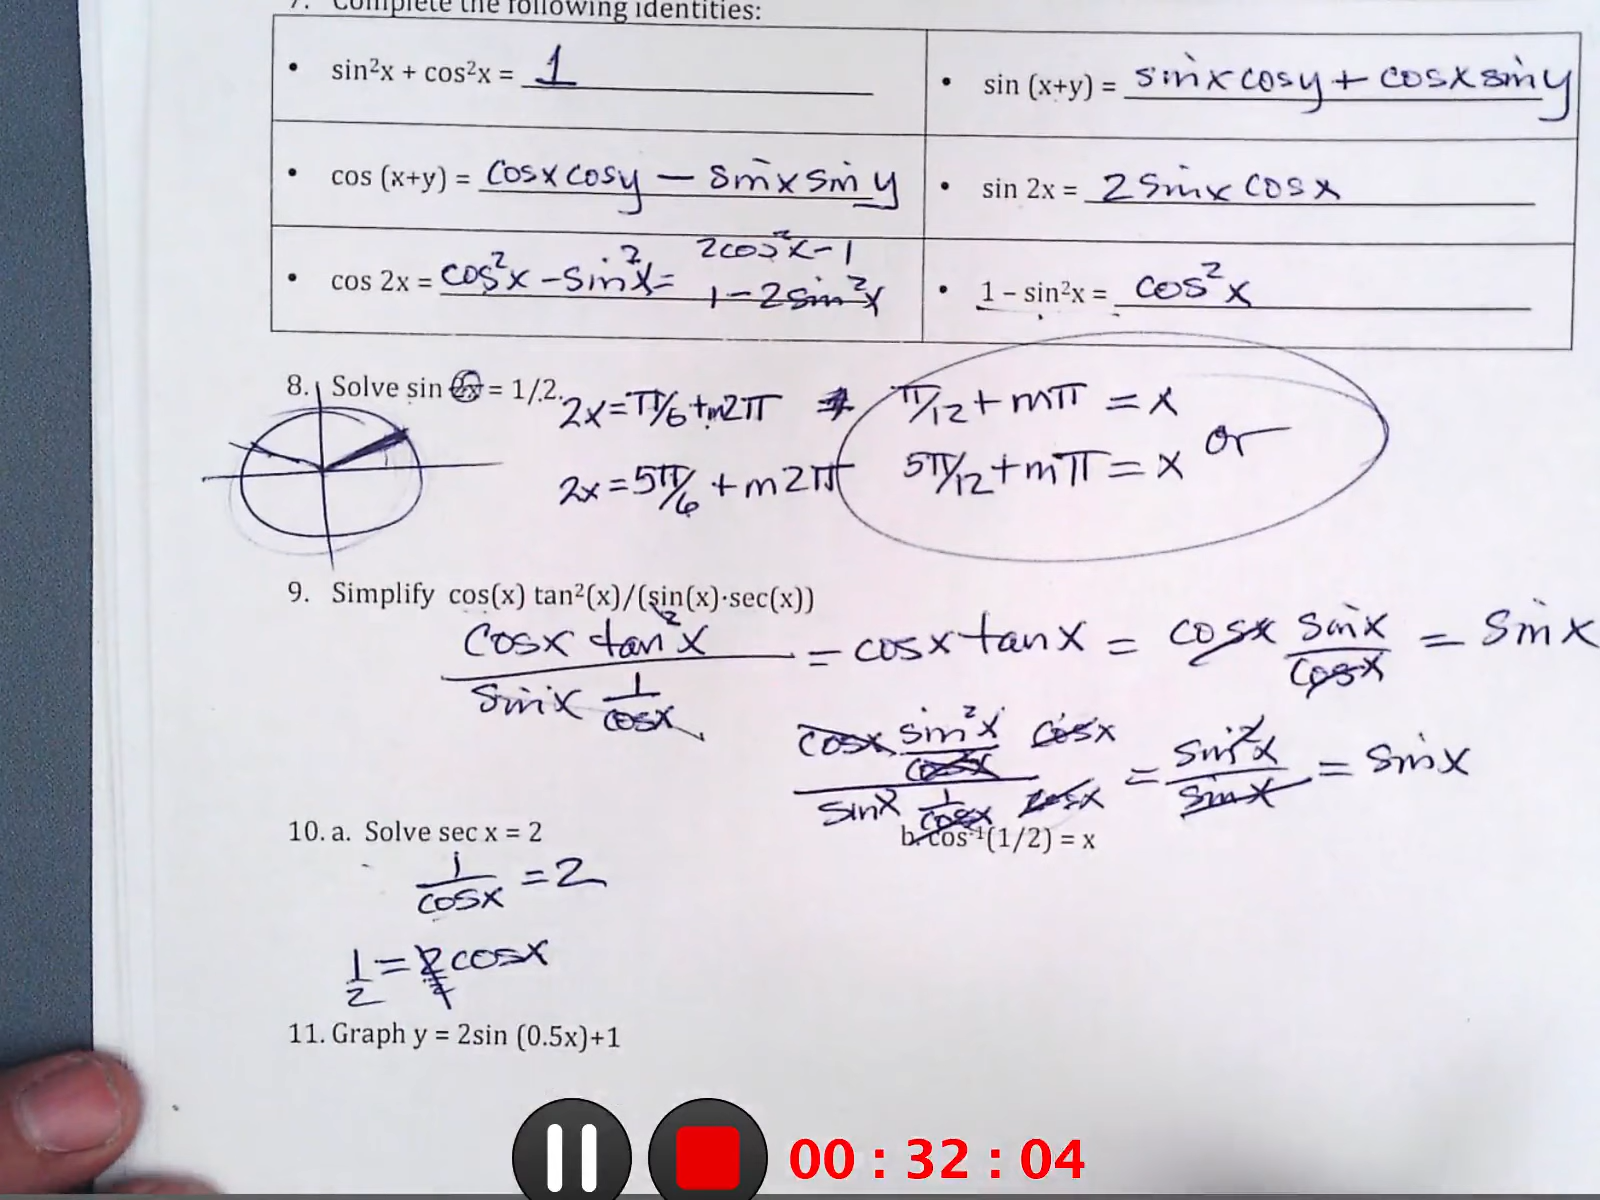 7. Complete the following identities:
• sin²x + cos²x = 1
• sin (x+y) = sinx cosy + cosx siny
• cos (x+y) = cosx cosy − sinx siny
• sin 2x = 2 sinx cosx
• cos 2x = cos²x − sin²x = 2cos²x − 1
1 − 2sin²x
• 1 – sin²x = cos²x
8. Solve sin 2x = 1/2.
2x = π/6 + m2π ⇒ π/12 + mπ = x
or
2x = 5π/6 + m2π 5π/12 + mπ = x
9. Simplify cos(x) tan²(x)/(sin(x)·sec(x))
cosx tan²x / sinx 1/cosx = cosx tanx = cosx sinx/cosx = sinx
cosx sin²x/cos²x cosx / sinx 1/cosx cosx = sin²x/sinx = sinx
10. a. Solve sec x = 2
b. cos⁻¹(1/2) = x
1/cosx = 2
1/2 = 2cosx/2
11. Graph y = 2sin (0.5x)+1
00 : 32 : 04